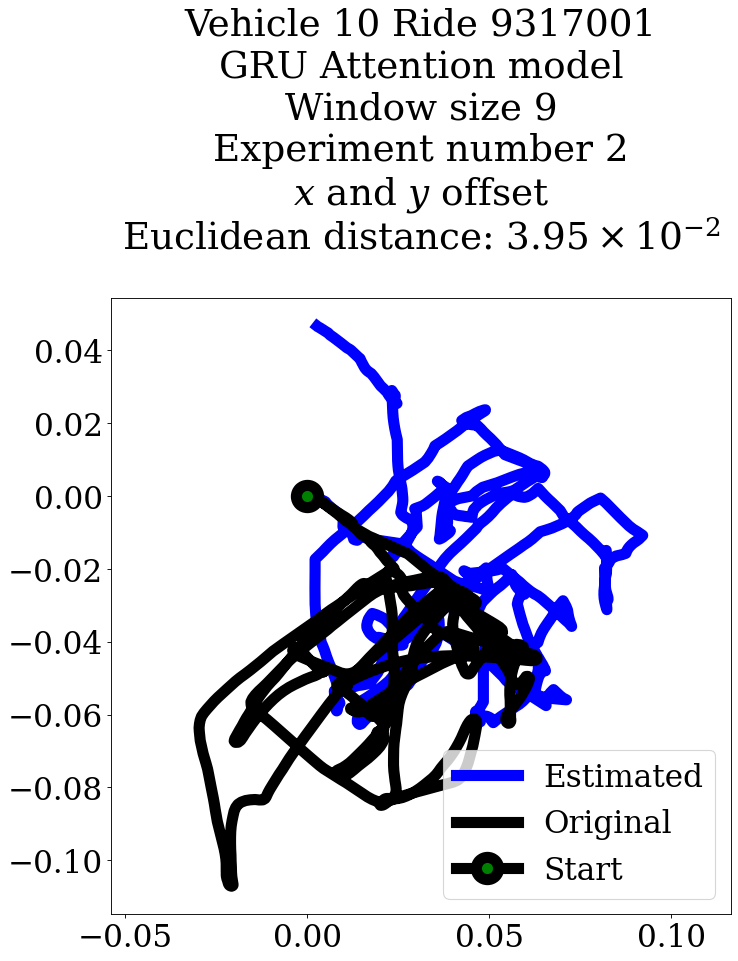 Vehicle 10 Ride 9317001
GRU Attention model
Window size 9
Experiment number 2
x and y offset
Euclidean distance: 3.95 × 10⁻²
0.04
0.02
0.00
−0.02
−0.04
−0.06
−0.08
−0.10
Estimated
Original
Start
−0.05 0.00 0.05 0.10